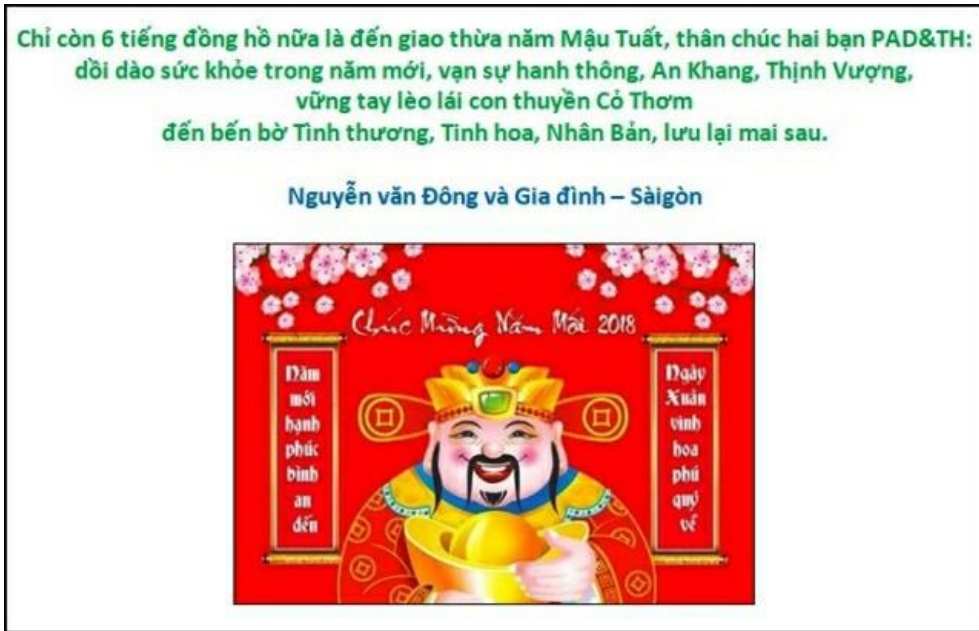 Chỉ còn 6 tiếng đồng hồ nữa là đến giao thừa năm Mậu Tuất, thân chúc hai bạn PAD&TH:
dồi dào sức khỏe trong năm mới, vạn sự hanh thông, An Khang, Thịnh Vượng,
vững tay lèo lái con thuyền Cỏ Thơm
đến bến bờ Tình thương, Tinh hoa, Nhân Bản, lưu lại mai sau.
Nguyễn văn Đông và Gia đình – Sàigòn
Chúc Mừng Năm Mới 2018
Năm
mới
hạnh
phúc
bình
an
đến
Ngày
Xuân
vinh
hoa
phú
quý
về